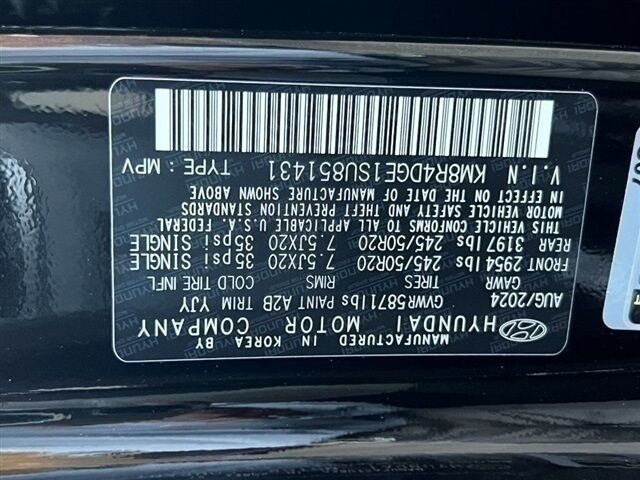 MANUFACTURED IN KOREA BY
HYUNDAI MOTOR COMPANY
AUG/2024 GWR5871lbs PAINT A2B TRIM YJY
GAWR TIRES RIMS COLD TIRE INFL
FRONT 2954lbs 245/50R20 7.5JX20 35psi SINGLE
REAR 3197lbs 245/50R20 7.5JX20 35psi SINGLE
THIS VEHICLE CONFORMS TO ALL APPLICABLE U.S.A. FEDERAL
MOTOR VEHICLE SAFETY AND THEFT PREVENTION STANDARDS
IN EFFECT ON THE DATE OF MANUFACTURE SHOWN ABOVE.
V.I.N KM8R4DGE1SU851431 TYPE : MPV